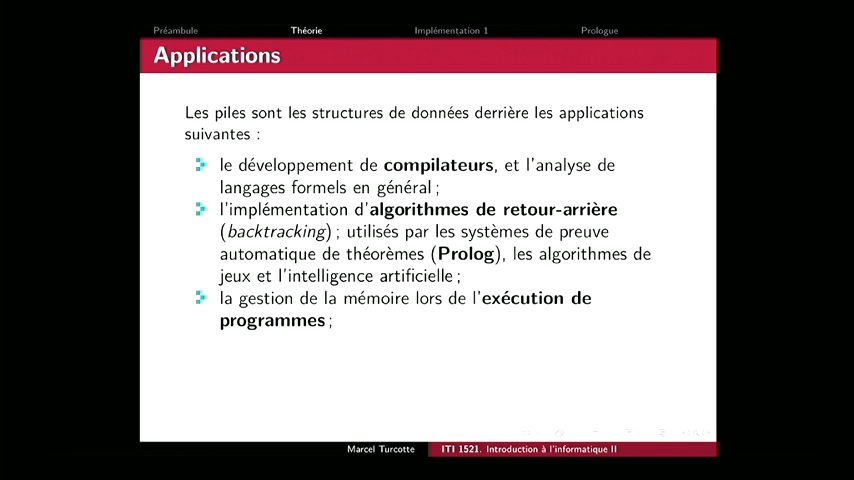 Préambule Théorie Implémentation 1 Prologue
Applications
Les piles sont les structures de données derrière les applications
suivantes :
le développement de compilateurs, et l'analyse de
langages formels en général ;
l'implémentation d'algorithmes de retour-arrière
(backtracking) ; utilisés par les systèmes de preuve
automatique de théorèmes (Prolog), les algorithmes de
jeux et l'intelligence artificielle ;
la gestion de la mémoire lors de l'exécution de
programmes ;
Marcel Turcotte ITI 1521. Introduction à l'informatique II